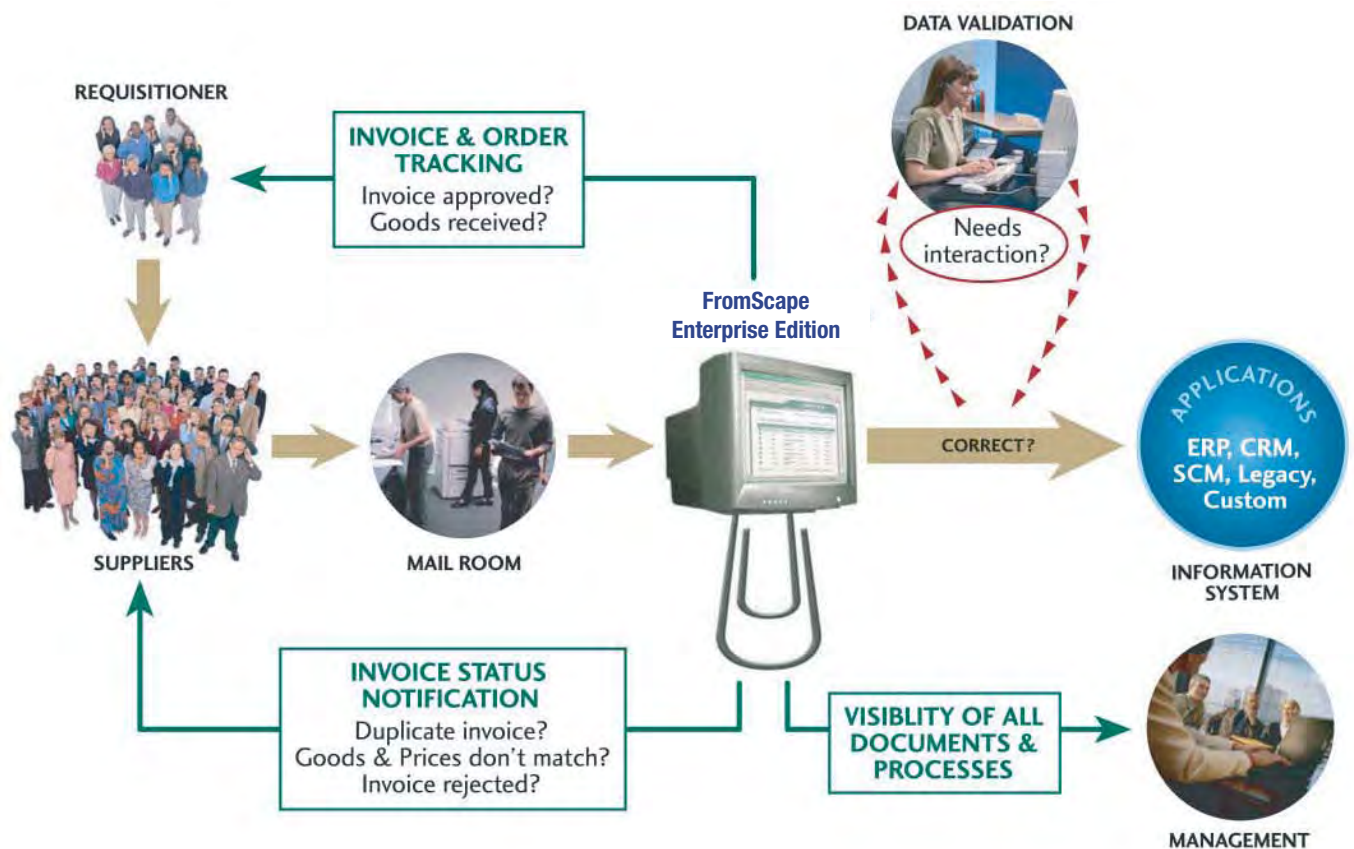 DATA VALIDATION
REQUISITIONER
INVOICE & ORDER
TRACKING
Invoice approved?
Goods received?
Needs
interaction?
FromScape
Enterprise Edition
APPLICATIONS
ERP, CRM,
SCM, Legacy,
Custom
CORRECT?
SUPPLIERS
MAIL ROOM
INFORMATION
SYSTEM
INVOICE STATUS
NOTIFICATION
Duplicate invoice?
Goods & Prices don't match?
Invoice rejected?
VISIBLITY OF ALL
DOCUMENTS &
PROCESSES
MANAGEMENT